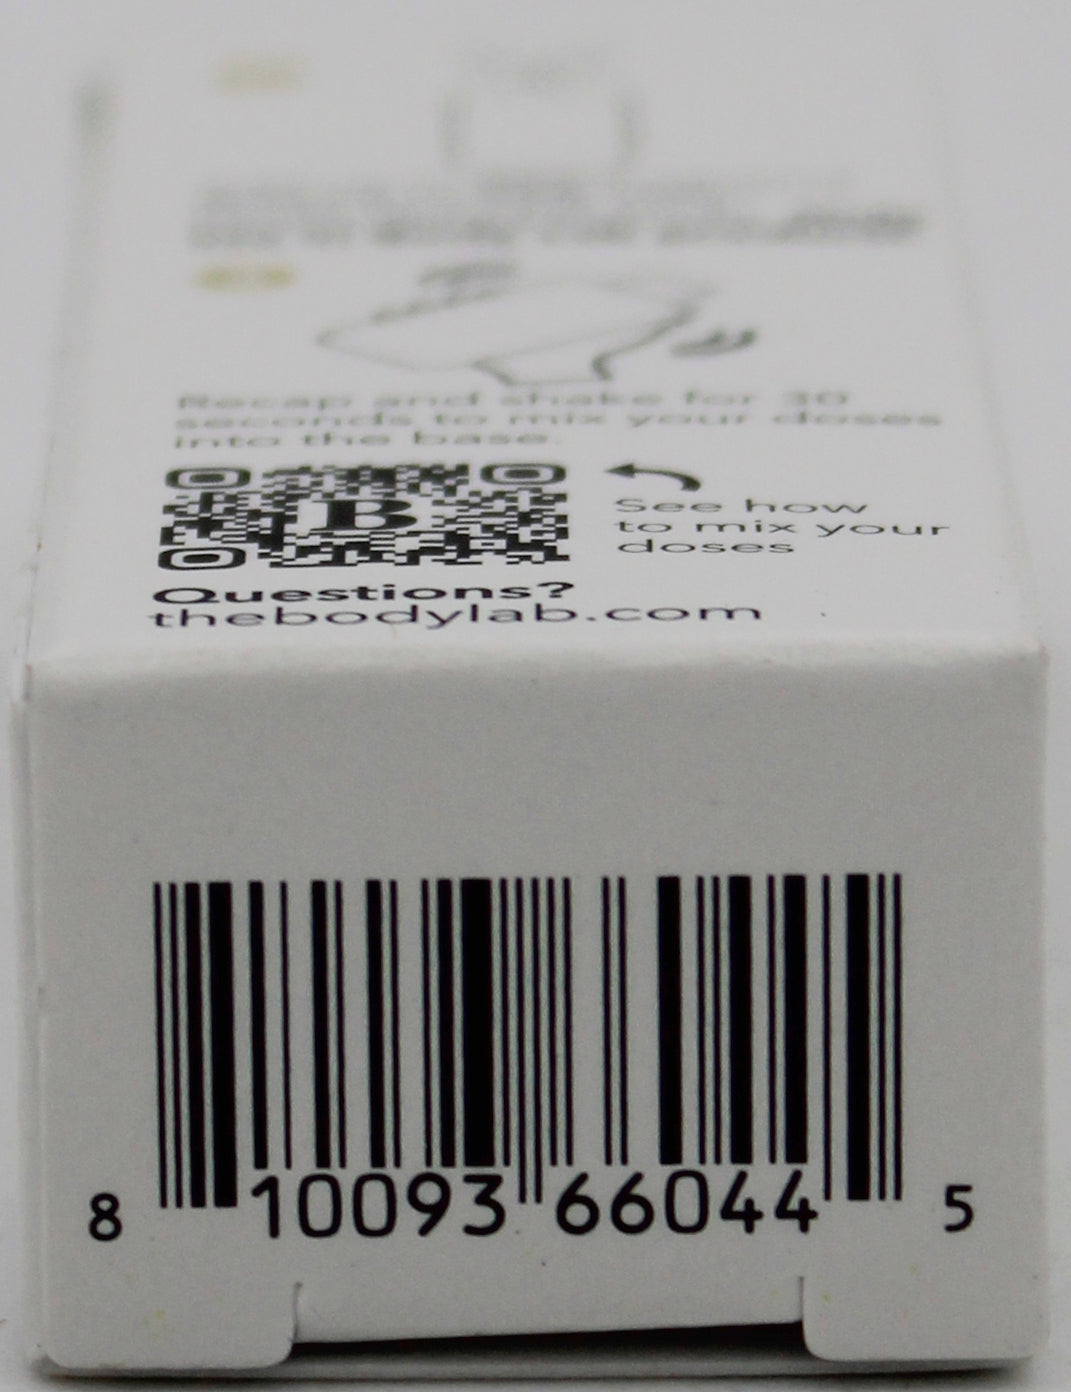 Recap and shake for 30
seconds to mix your doses
into the base.
B
See how
to mix your
doses
Questions?
thebodylab.com
8 10093 66044 5